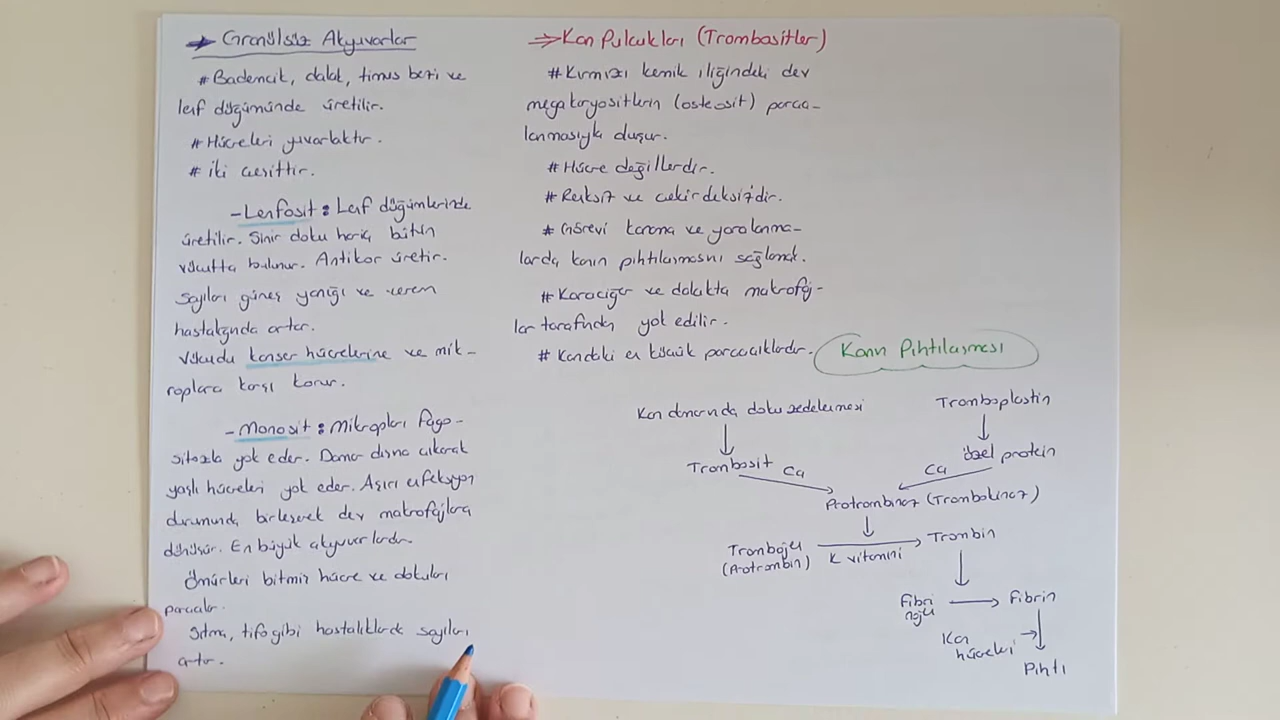 → Granülsüz Akyuvarlar
# Bademcik, dalak, timus bezi ve
lenf düğümünde üretilir.
# Hücreleri yuvarlaktır.
# iki çeşittir.
- Lenfosit : Lenf düğümlerinde
üretilir. Sinir doku hariç bütün
vücutta bulunur. Antikor üretir.
Sayıları güneş yanığı ve verem
hastalığında artar.
Vücudu kanser hücrelerine ve mik-
roplara karşı korur.
- Monosit : Mikropları fago-
sitozla yok eder. Damar dışına çıkarak
yaşlı hücreleri yok eder. Aşırı enfeksiyon
durumunda birleşerek dev makrofajlara
dönüşür. En büyük akyuvarlardır.
Ömürleri bitmiş hücre ve dokuları
parçalar.
Sıtma, tifo gibi hastalıklarda sayıları
artar.
⇒ Kan Pulcukları (Trombositler)
# Kırmızı kemik iliğindeki dev
megakaryositlerin (osteosit) parça-
lanmasıyla oluşur.
# Hücre değillerdir.
# Renksiz ve çekirdeksizdir.
# Görevi kanama ve yaralanma-
larda kanın pıhtılaşmasını sağlamak.
# Karaciğer ve dalakta makrofaj-
lar tarafından yok edilir.
# Kandaki en küçük parçacıklardır.
Kanın Pıhtılaşması
Kan damarında doku zedelenmesi
Tromboplastin
özel protein
Trombosit Ca
Ca
Protrombinaz (Trombokinaz)
Trombojen
(Protrombin)
K vitamini
Trombin
Fibri
nojen
Fibrin
Kan
hücreleri
Pıhtı